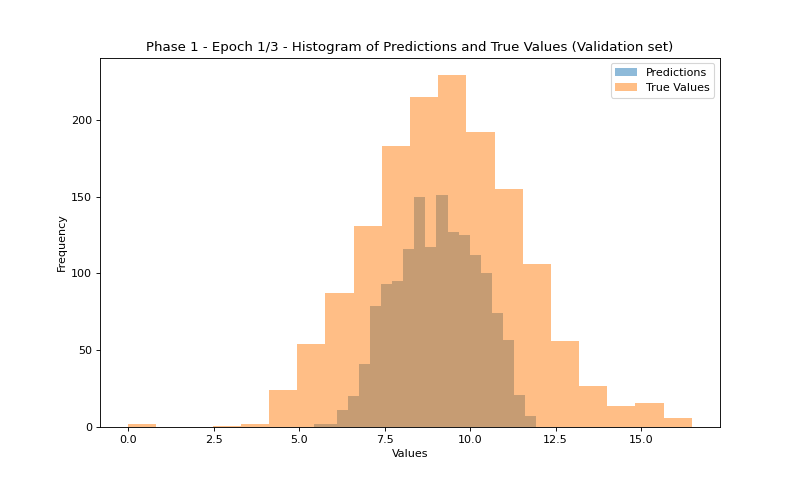 Phase 1 - Epoch 1/3 - Histogram of Predictions and True Values (Validation set)
Predictions
True Values
200
150
100
50
0
Frequency
0.0 2.5 5.0 7.5 10.0 12.5 15.0
Values